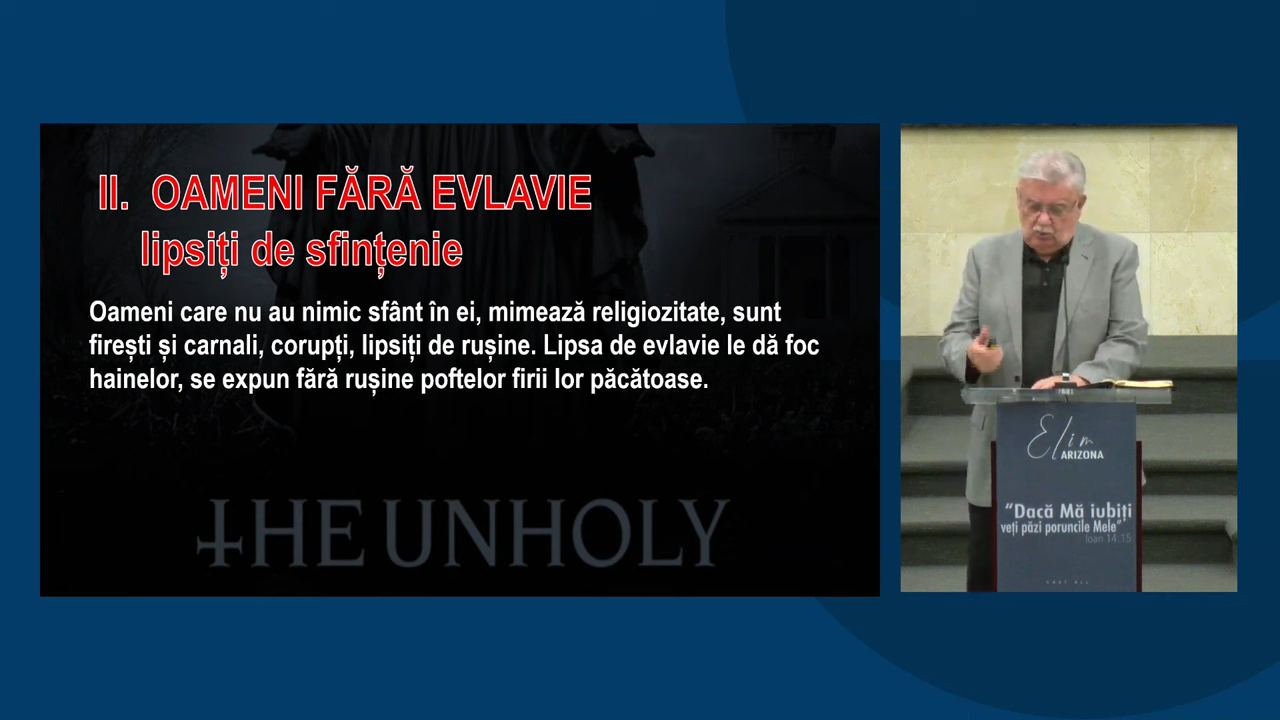 II. OAMENI FĂRĂ EVLAVIE
lipsiți de sfințenie
Oameni care nu au nimic sfânt în ei, mimează religiozitate, sunt
firești și carnali, corupți, lipsiți de rușine. Lipsa de evlavie le dă foc
hainelor, se expun fără rușine poftelor firii lor păcătoase.
THE UNHOLY
Elim
ARIZONA
“Dacă Mă iubiți
veți păzi poruncile Mele”
Ioan 14:15